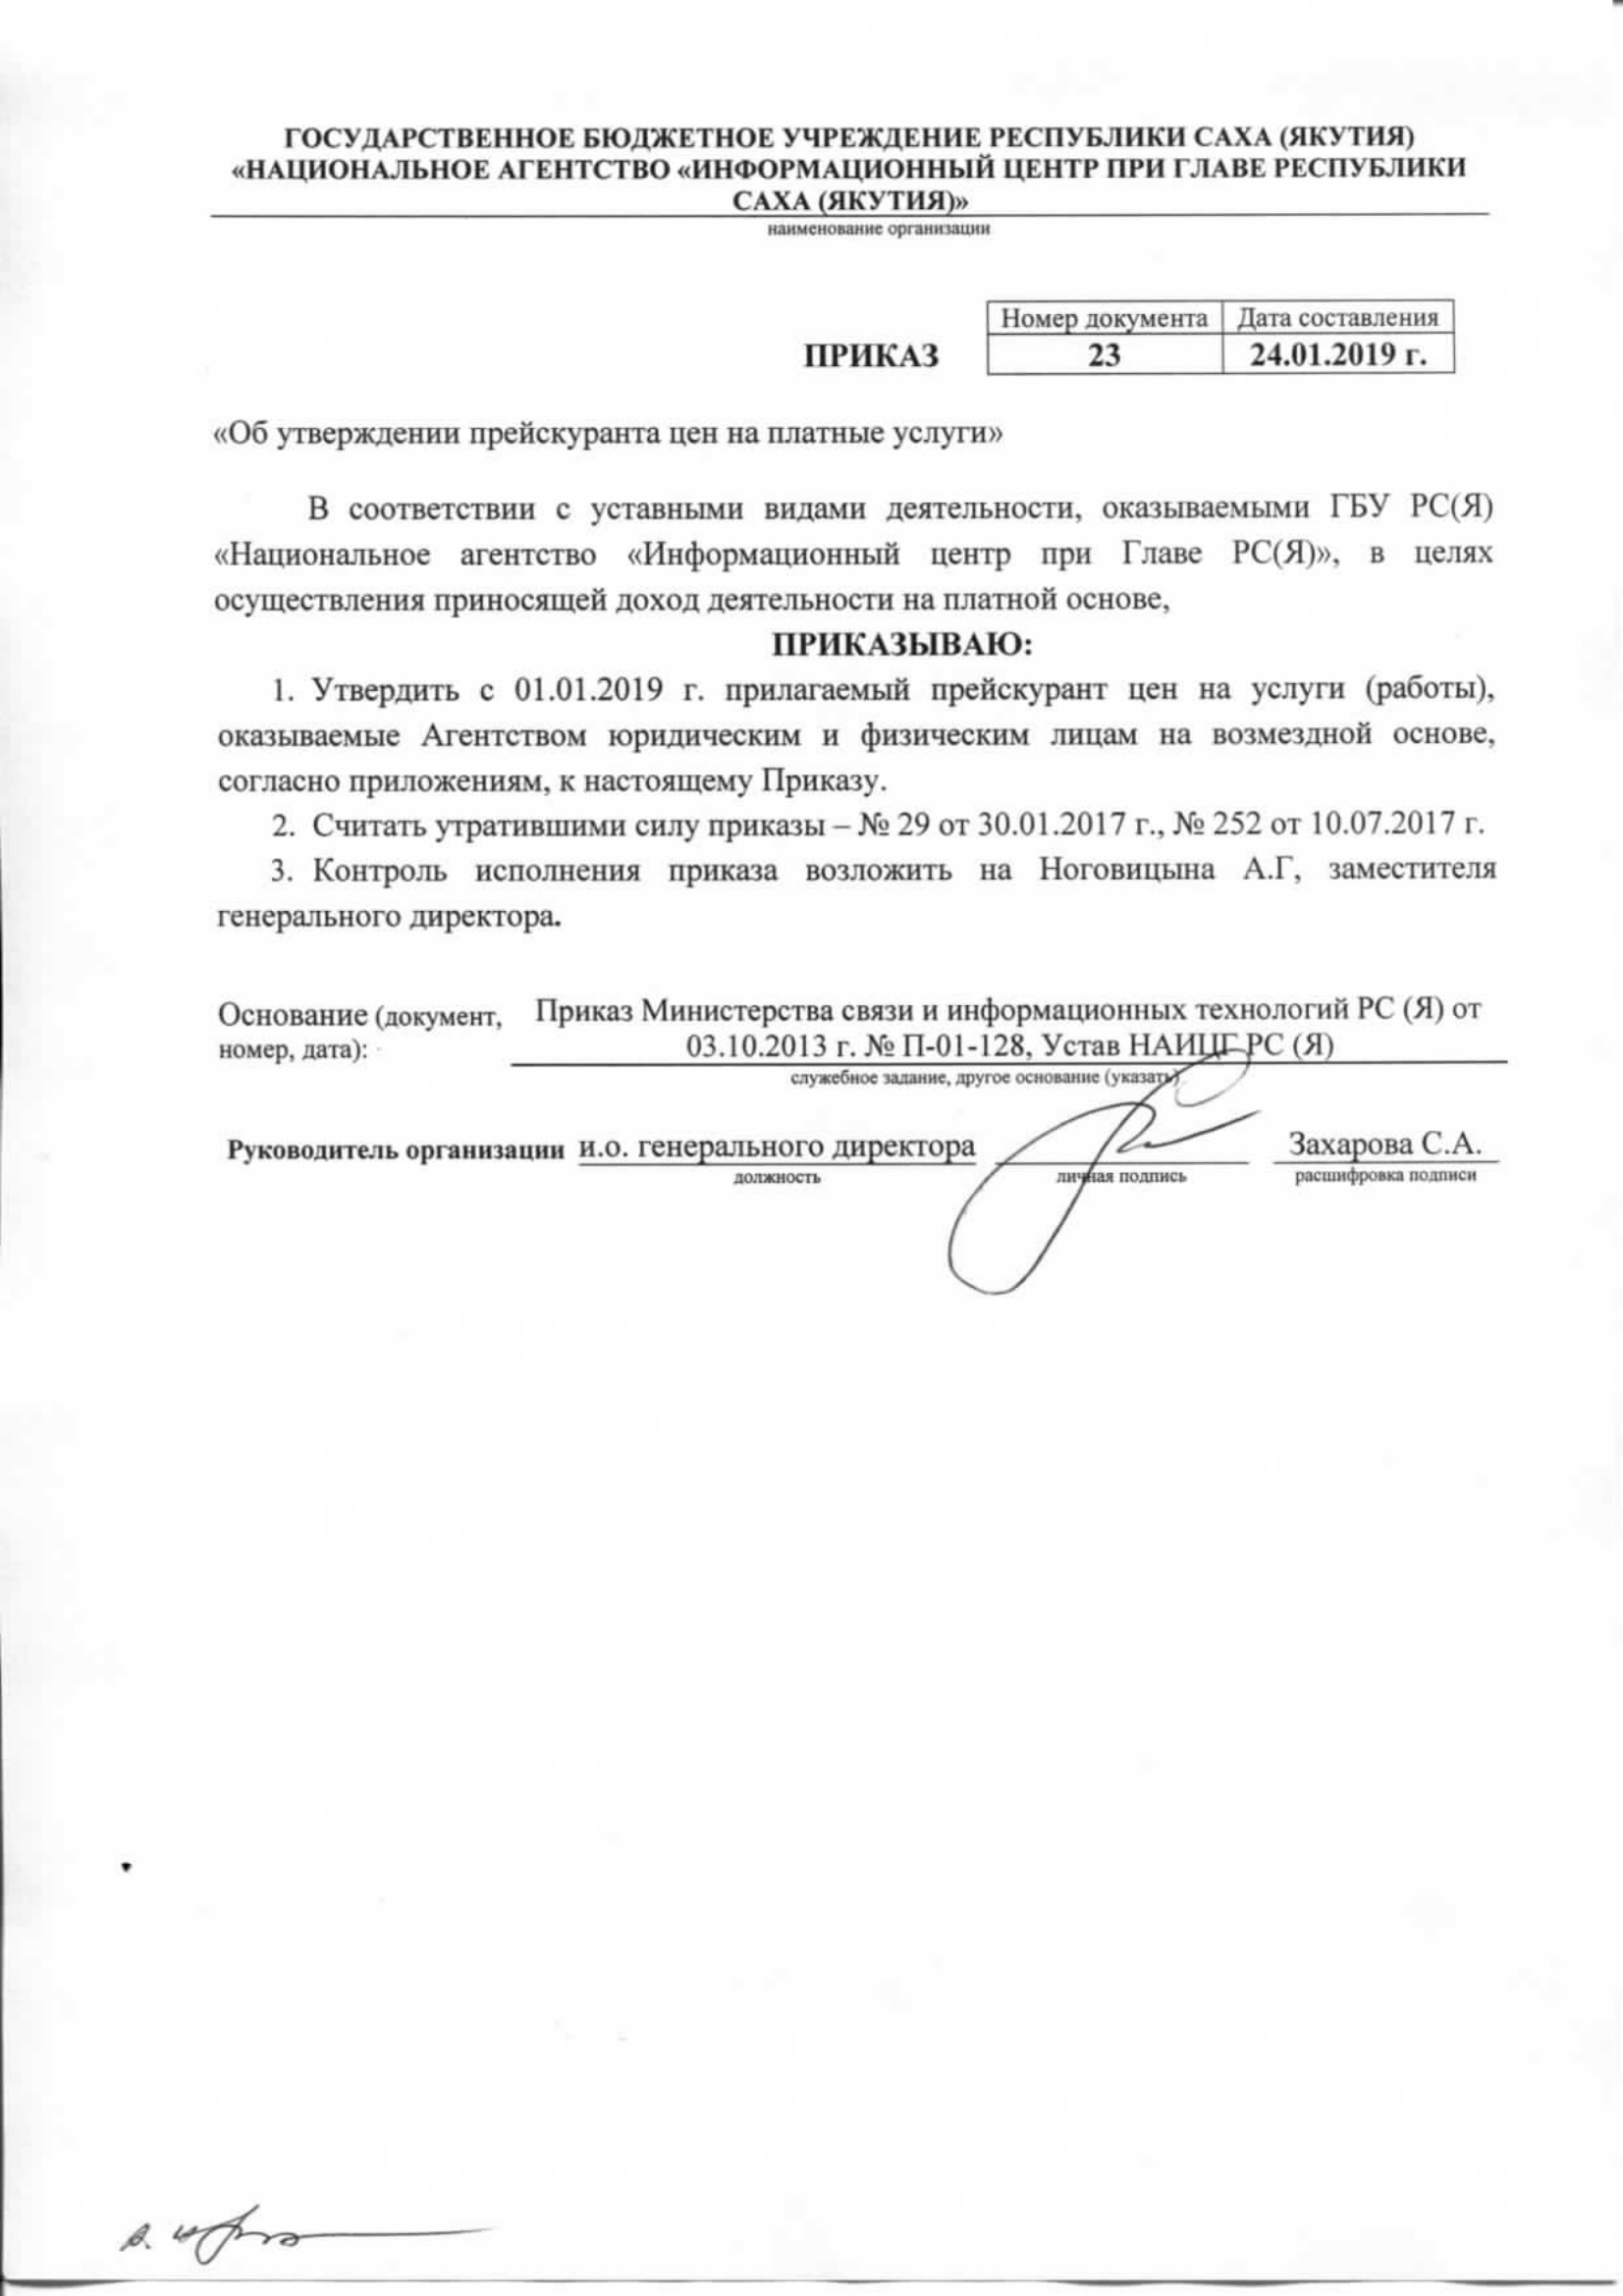 ГОСУДАРСТВЕННОЕ БЮДЖЕТНОЕ УЧРЕЖДЕНИЕ РЕСПУБЛИКИ САХА (ЯКУТИЯ)
«НАЦИОНАЛЬНОЕ АГЕНТСТВО «ИНФОРМАЦИОННЫЙ ЦЕНТР ПРИ ГЛАВЕ РЕСПУБЛИКИ
САХА (ЯКУТИЯ)»
наименование организации
Номер документа Дата составления
ПРИКАЗ 23 24.01.2019 г.
«Об утверждении прейскуранта цен на платные услуги»
В соответствии с уставными видами деятельности, оказываемыми ГБУ РС(Я)
«Национальное агентство «Информационный центр при Главе РС(Я)», в целях
осуществления приносящей доход деятельности на платной основе,
ПРИКАЗЫВАЮ:
1. Утвердить с 01.01.2019 г. прилагаемый прейскурант цен на услуги (работы),
оказываемые Агентством юридическим и физическим лицам на возмездной основе,
согласно приложениям, к настоящему Приказу.
2. Считать утратившими силу приказы – № 29 от 30.01.2017 г., № 252 от 10.07.2017 г.
3. Контроль исполнения приказа возложить на Ноговицына А.Г, заместителя
генерального директора.
Основание (документ, Приказ Министерства связи и информационных технологий РС (Я) от
номер, дата): 03.10.2013 г. № П-01-128, Устав НАИЦГ РС (Я)
служебное задание, другое основание (указать)
Руководитель организации и.о. генерального директора Захарова С.А.
должность личная подпись расшифровка подписи